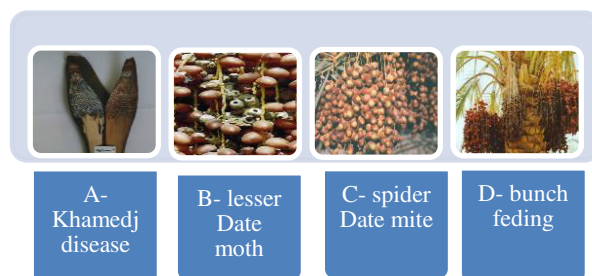 A-
Khamedj
disease
B- lesser
Date
moth
C- spider
Date mite
D- bunch
feding